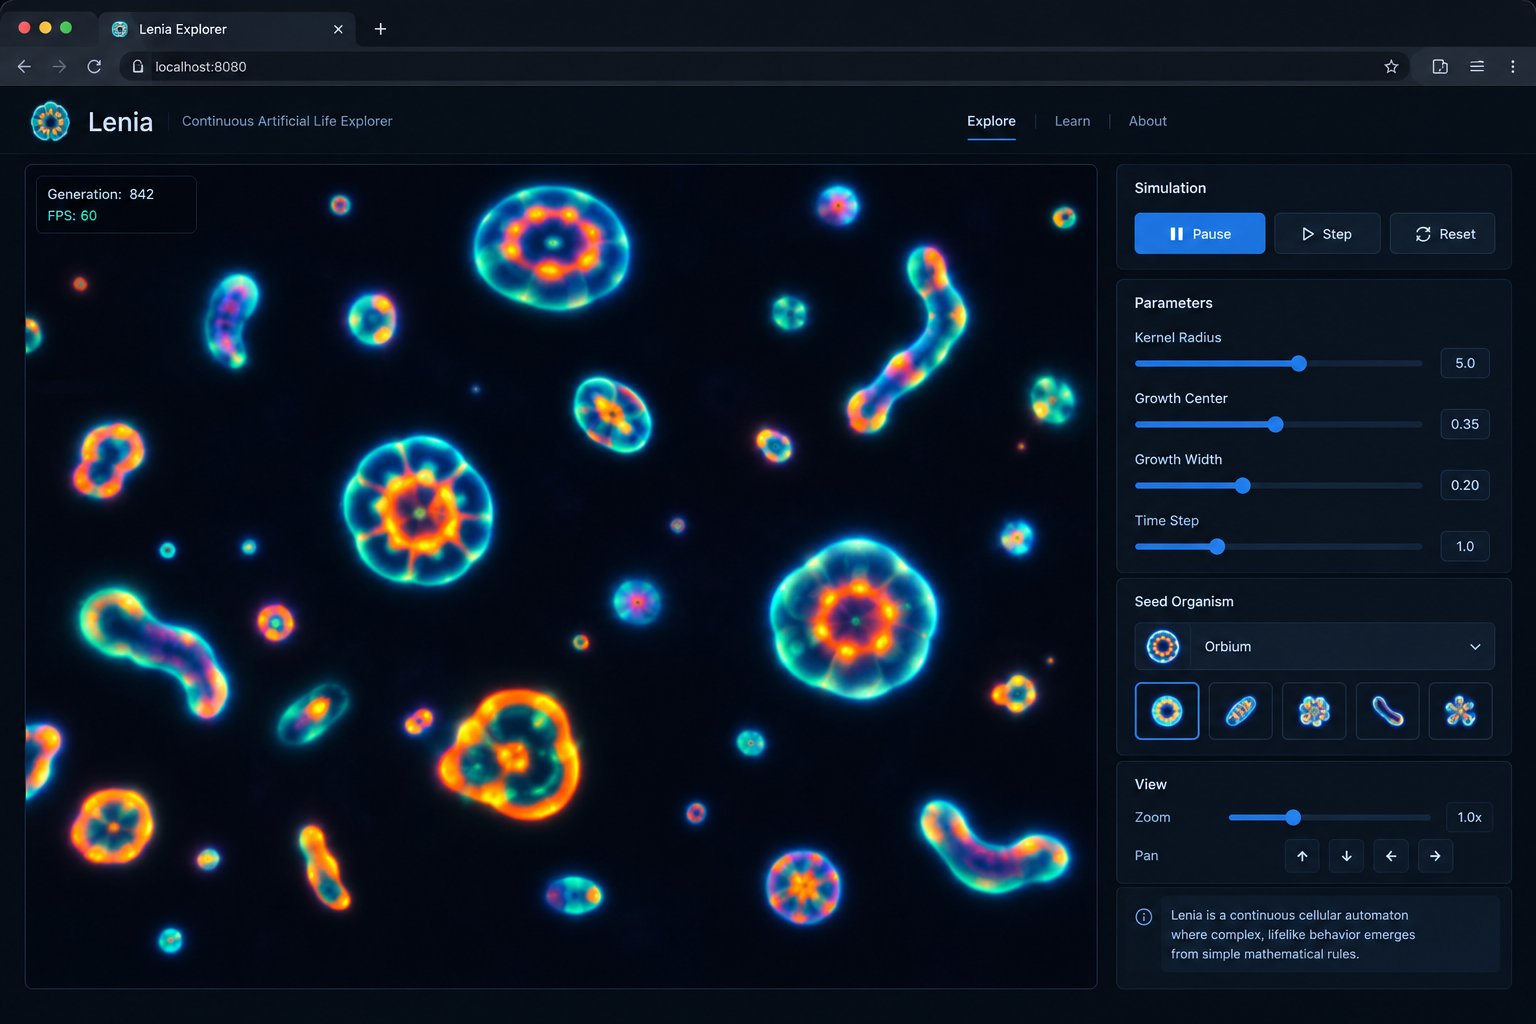 Lenia Explorer
localhost:8080
Lenia
Continuous Artificial Life Explorer
Explore
Learn
About
Generation: 842
FPS: 60
Simulation
Pause
Step
Reset
Parameters
Kernel Radius
5.0
Growth Center
0.35
Growth Width
0.20
Time Step
1.0
Seed Organism
Orbium
View
Zoom
1.0x
Pan
Lenia is a continuous cellular automaton
where complex, lifelike behavior emerges
from simple mathematical rules.